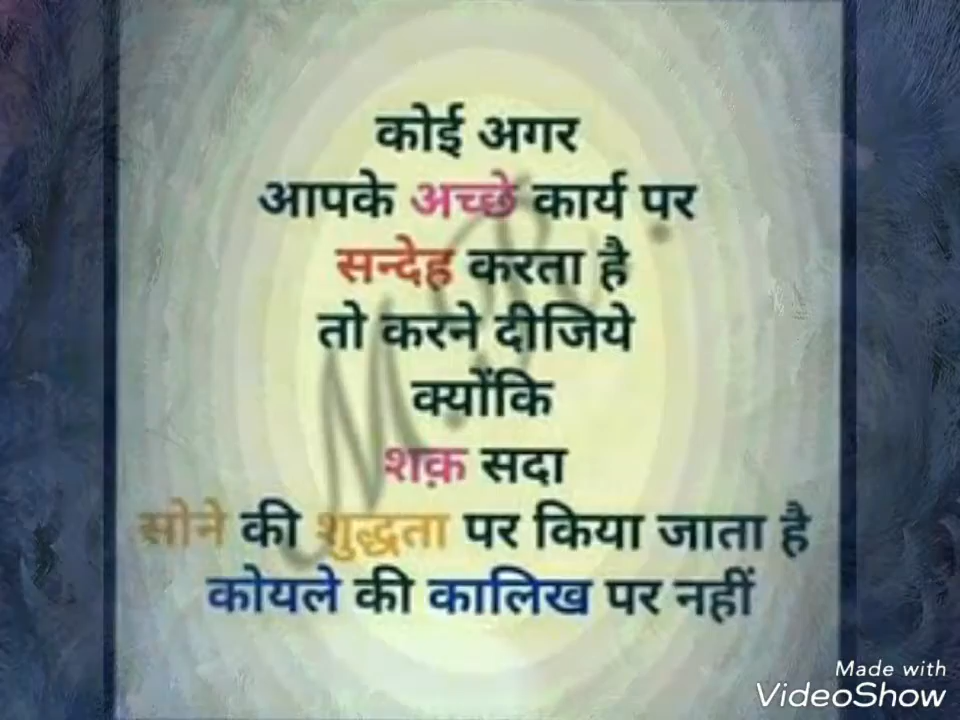 कोई अगर
आपके अच्छे कार्य पर
सन्देह करता है
तो करने दीजिये
क्योंकि
शक़ सदा
सोने की शुद्धता पर किया जाता है
कोयले की कालिख पर नहीं
Made with
VideoShow